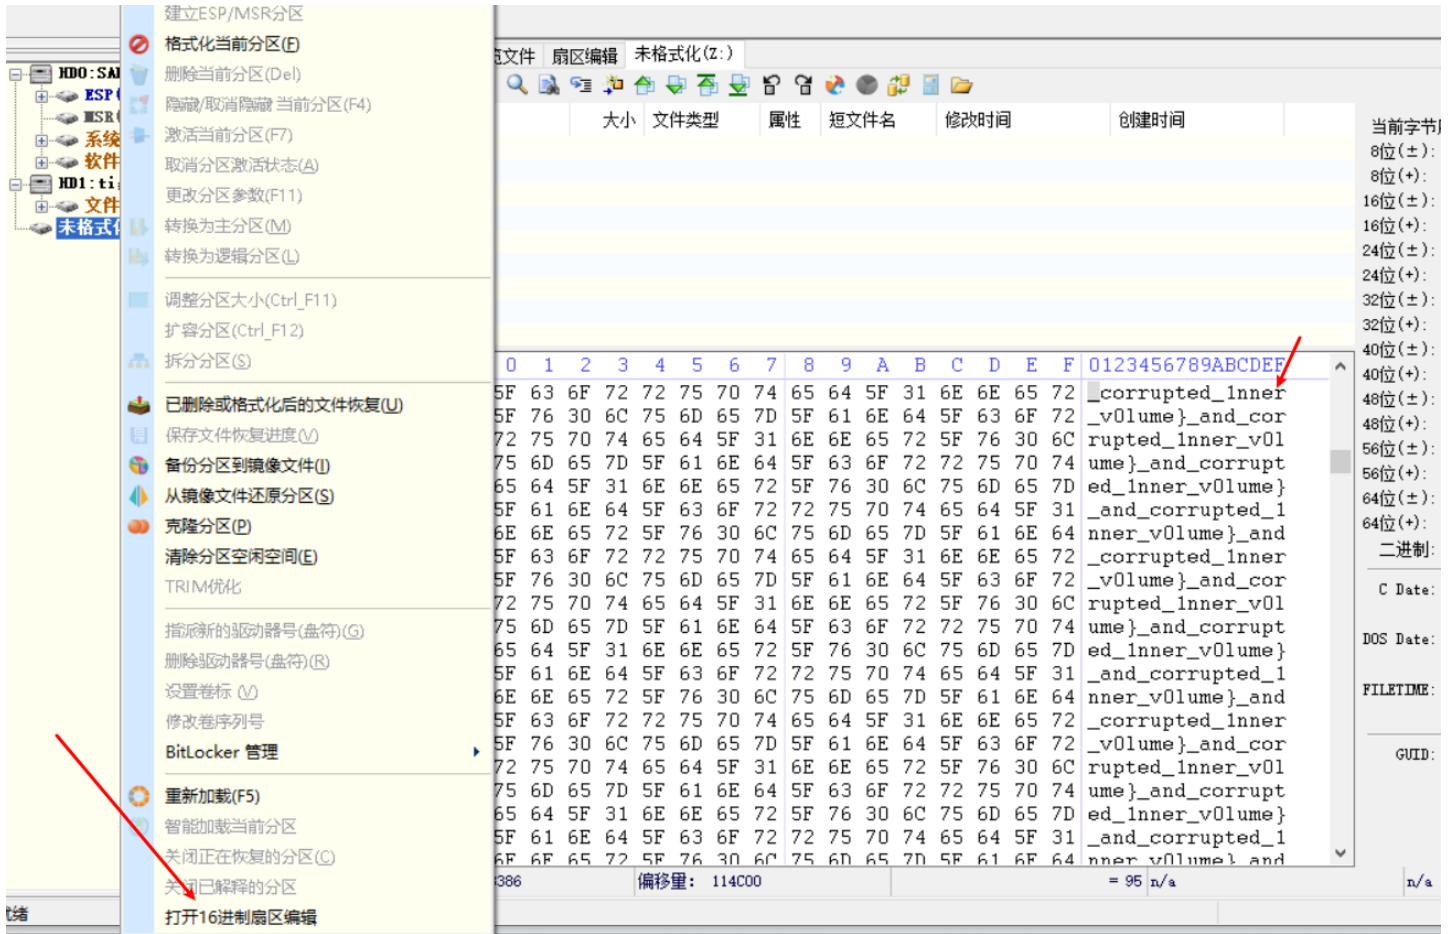 建立ESP/MSR分区
格式化当前分区(F)
删除当前分区(Del)
隐藏/取消隐藏 当前分区(F4)
激活当前分区(F7)
取消分区激活状态(A)
更改分区参数(F11)
转换为主分区(M)
转换为逻辑分区(L)
调整分区大小(Ctrl_F11)
扩容分区(Ctrl_F12)
拆分分区(S)
已删除或格式化后的文件恢复(U)
保存文件恢复进度(V)
备份分区到镜像文件(I)
从镜像文件还原分区(S)
克隆分区(P)
清除分区空闲空间(E)
TRIM优化
指派新的驱动器号(盘符)(G)
删除驱动器号(盘符)(R)
设置卷标 (V)
修改卷序列号
BitLocker 管理
重新加载(F5)
智能加载当前分区
关闭正在恢复的分区(C)
关闭已解释的分区
打开16进制扇区编辑
HD0:SA
ESP(
MSR(
系统
软件
HD1:ti
文件
未格式化
览文件 扇区编辑 未格式化(Z:)
大小 文件类型 属性 短文件名 修改时间 创建时间
0 1 2 3 4 5 6 7 8 9 A B C D E F 0123456789ABCDEF
5F 63 6F 72 72 75 70 74 65 64 5F 31 6E 6E 65 72 _corrupted_1nner
5F 76 30 6C 75 6D 65 7D 5F 61 6E 64 5F 63 6F 72 _v0lume}_and_cor
72 75 70 74 65 64 5F 31 6E 6E 65 72 5F 76 30 6C rupted_1nner_v0l
75 6D 65 7D 5F 61 6E 64 5F 63 6F 72 72 75 70 74 ume}_and_corrupt
65 64 5F 31 6E 6E 65 72 5F 76 30 6C 75 6D 65 7D ed_1nner_v0lume}
5F 61 6E 64 5F 63 6F 72 72 75 70 74 65 64 5F 31 _and_corrupted_1
6E 6E 65 72 5F 76 30 6C 75 6D 65 7D 5F 61 6E 64 nner_v0lume}_and
5F 63 6F 72 72 75 70 74 65 64 5F 31 6E 6E 65 72 _corrupted_1nner
5F 76 30 6C 75 6D 65 7D 5F 61 6E 64 5F 63 6F 72 _v0lume}_and_cor
72 75 70 74 65 64 5F 31 6E 6E 65 72 5F 76 30 6C rupted_1nner_v0l
75 6D 65 7D 5F 61 6E 64 5F 63 6F 72 72 75 70 74 ume}_and_corrupt
65 64 5F 31 6E 6E 65 72 5F 76 30 6C 75 6D 65 7D ed_1nner_v0lume}
5F 61 6E 64 5F 63 6F 72 72 75 70 74 65 64 5F 31 _and_corrupted_1
6E 6E 65 72 5F 76 30 6C 75 6D 65 7D 5F 61 6E 64 nner_v0lume}_and
5F 63 6F 72 72 75 70 74 65 64 5F 31 6E 6E 65 72 _corrupted_1nner
5F 76 30 6C 75 6D 65 7D 5F 61 6E 64 5F 63 6F 72 _v0lume}_and_cor
72 75 70 74 65 64 5F 31 6E 6E 65 72 5F 76 30 6C rupted_1nner_v0l
75 6D 65 7D 5F 61 6E 64 5F 63 6F 72 72 75 70 74 ume}_and_corrupt
65 64 5F 31 6E 6E 65 72 5F 76 30 6C 75 6D 65 7D ed_1nner_v0lume}
5F 61 6E 64 5F 63 6F 72 72 75 70 74 65 64 5F 31 _and_corrupted_1
6E 6E 65 72 5F 76 30 6C 75 6D 65 7D 5F 61 6E 64 nner_v0lume}_and
386 偏移量: 114C00 = 95 n/a n/a
当前字节
8位(±):
8位(+):
16位(±):
16位(+):
24位(±):
24位(+):
32位(±):
32位(+):
40位(±):
40位(+):
48位(±):
48位(+):
56位(±):
56位(+):
64位(±):
64位(+):
二进制:
C Date:
DOS Date:
FILETIME:
GUID:
就绪